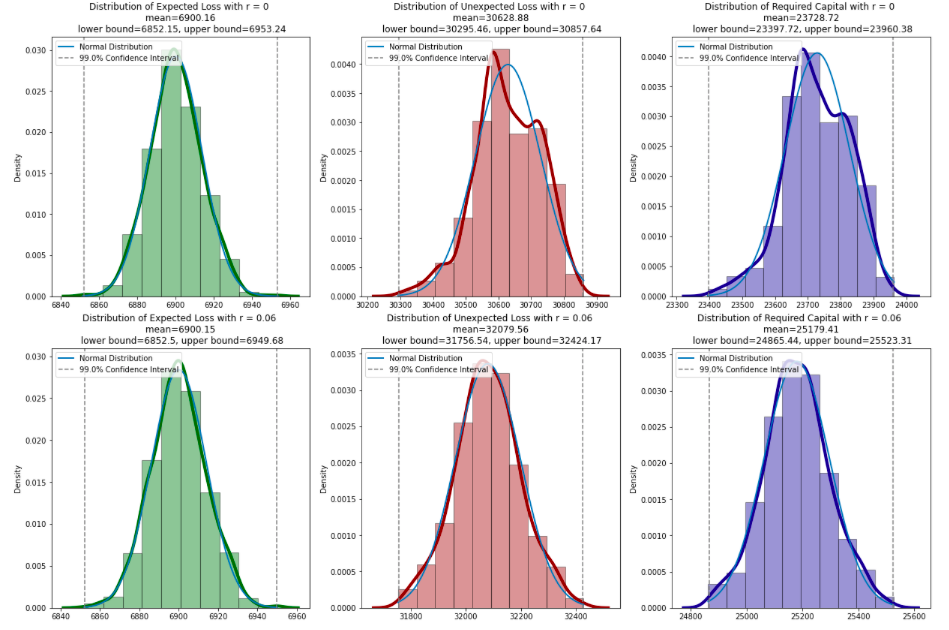 Distribution of Expected Loss with r = 0
mean=6900.16
lower bound=6852.15, upper bound=6953.24
Normal Distribution
99.0% Confidence Interval
0.030
0.025
0.020
0.015
0.010
0.005
0.000
Density
6840 6860 6880 6900 6920 6940 6960
Distribution of Unexpected Loss with r = 0
mean=30628.88
lower bound=30295.46, upper bound=30857.64
Normal Distribution
99.0% Confidence Interval
0.0040
0.0035
0.0030
0.0025
0.0020
0.0015
0.0010
0.0005
0.0000
Density
30200 30300 30400 30500 30600 30700 30800 30900
Distribution of Required Capital with r = 0
mean=23728.72
lower bound=23397.72, upper bound=23960.38
Normal Distribution
99.0% Confidence Interval
0.0040
0.0035
0.0030
0.0025
0.0020
0.0015
0.0010
0.0005
0.0000
Density
23300 23400 23500 23600 23700 23800 23900 24000
Distribution of Expected Loss with r = 0.06
mean=6900.15
lower bound=6852.5, upper bound=6949.68
Normal Distribution
99.0% Confidence Interval
0.030
0.025
0.020
0.015
0.010
0.005
0.000
Density
6840 6860 6880 6900 6920 6940 6960
Distribution of Unexpected Loss with r = 0.06
mean=32079.56
lower bound=31756.54, upper bound=32424.17
Normal Distribution
99.0% Confidence Interval
0.0035
0.0030
0.0025
0.0020
0.0015
0.0010
0.0005
0.0000
Density
31800 32000 32200 32400
Distribution of Required Capital with r = 0.06
mean=25179.41
lower bound=24865.44, upper bound=25523.31
Normal Distribution
99.0% Confidence Interval
0.0035
0.0030
0.0025
0.0020
0.0015
0.0010
0.0005
0.0000
Density
24800 25000 25200 25400 25600